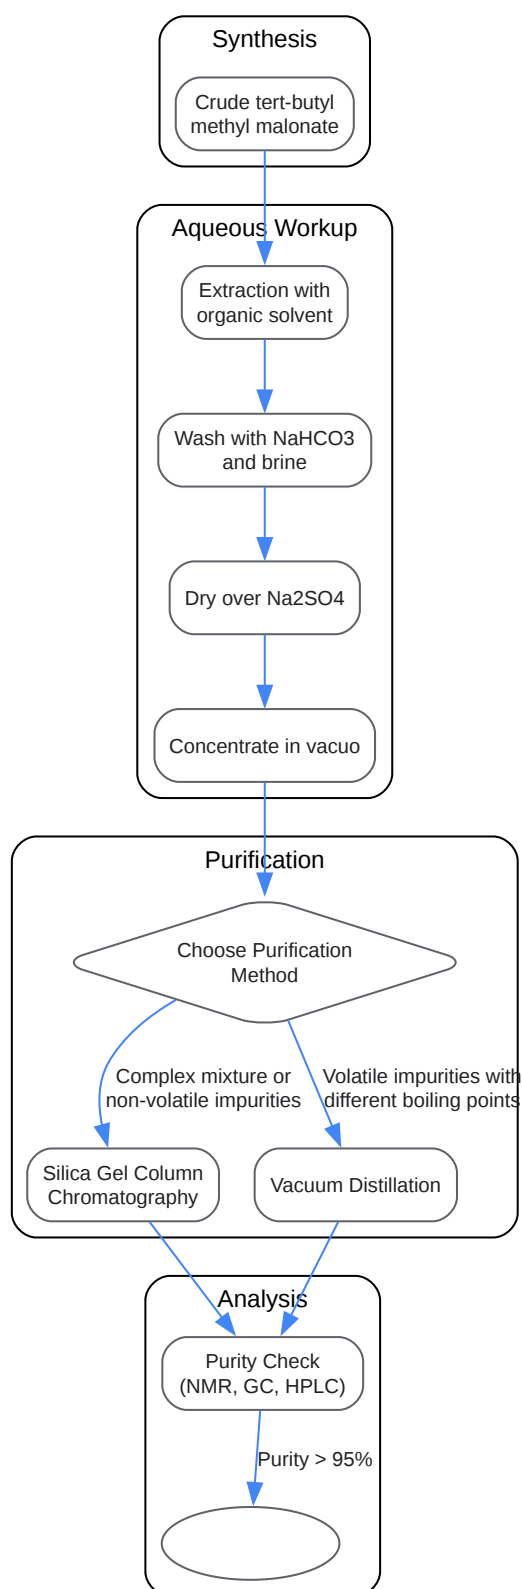 Synthesis
Crude tert-butyl
methyl malonate
Aqueous Workup
Extraction with
organic solvent
Wash with NaHCO3
and brine
Dry over Na2SO4
Concentrate in vacuo
Purification
Choose Purification
Method
Complex mixture or
non-volatile impurities
Volatile impurities with
different boiling points
Silica Gel Column
Chromatography
Vacuum Distillation
Analysis
Purity Check
(NMR, GC, HPLC)
Purity > 95%